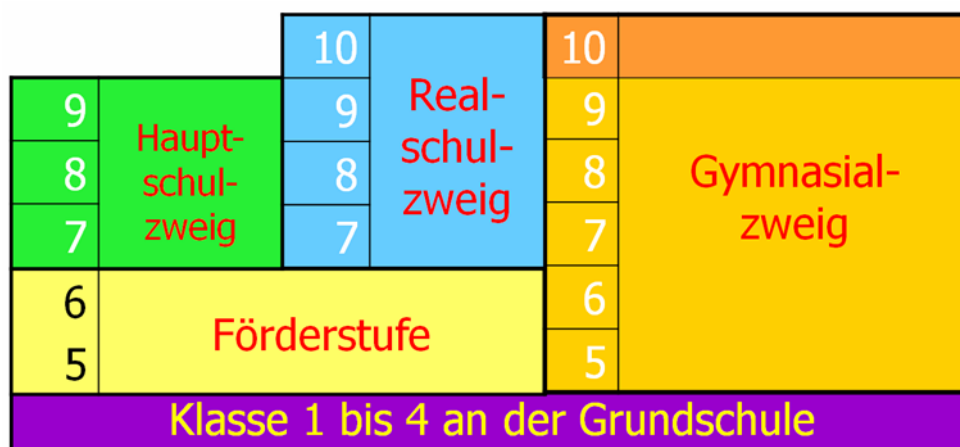 9
8
7
Haupt-
schul-
zweig
10
9
8
7
Real-
schul-
zweig
10
9
8
7
6
5
Gymnasial-
zweig
6
5
Förderstufe
Klasse 1 bis 4 an der Grundschule